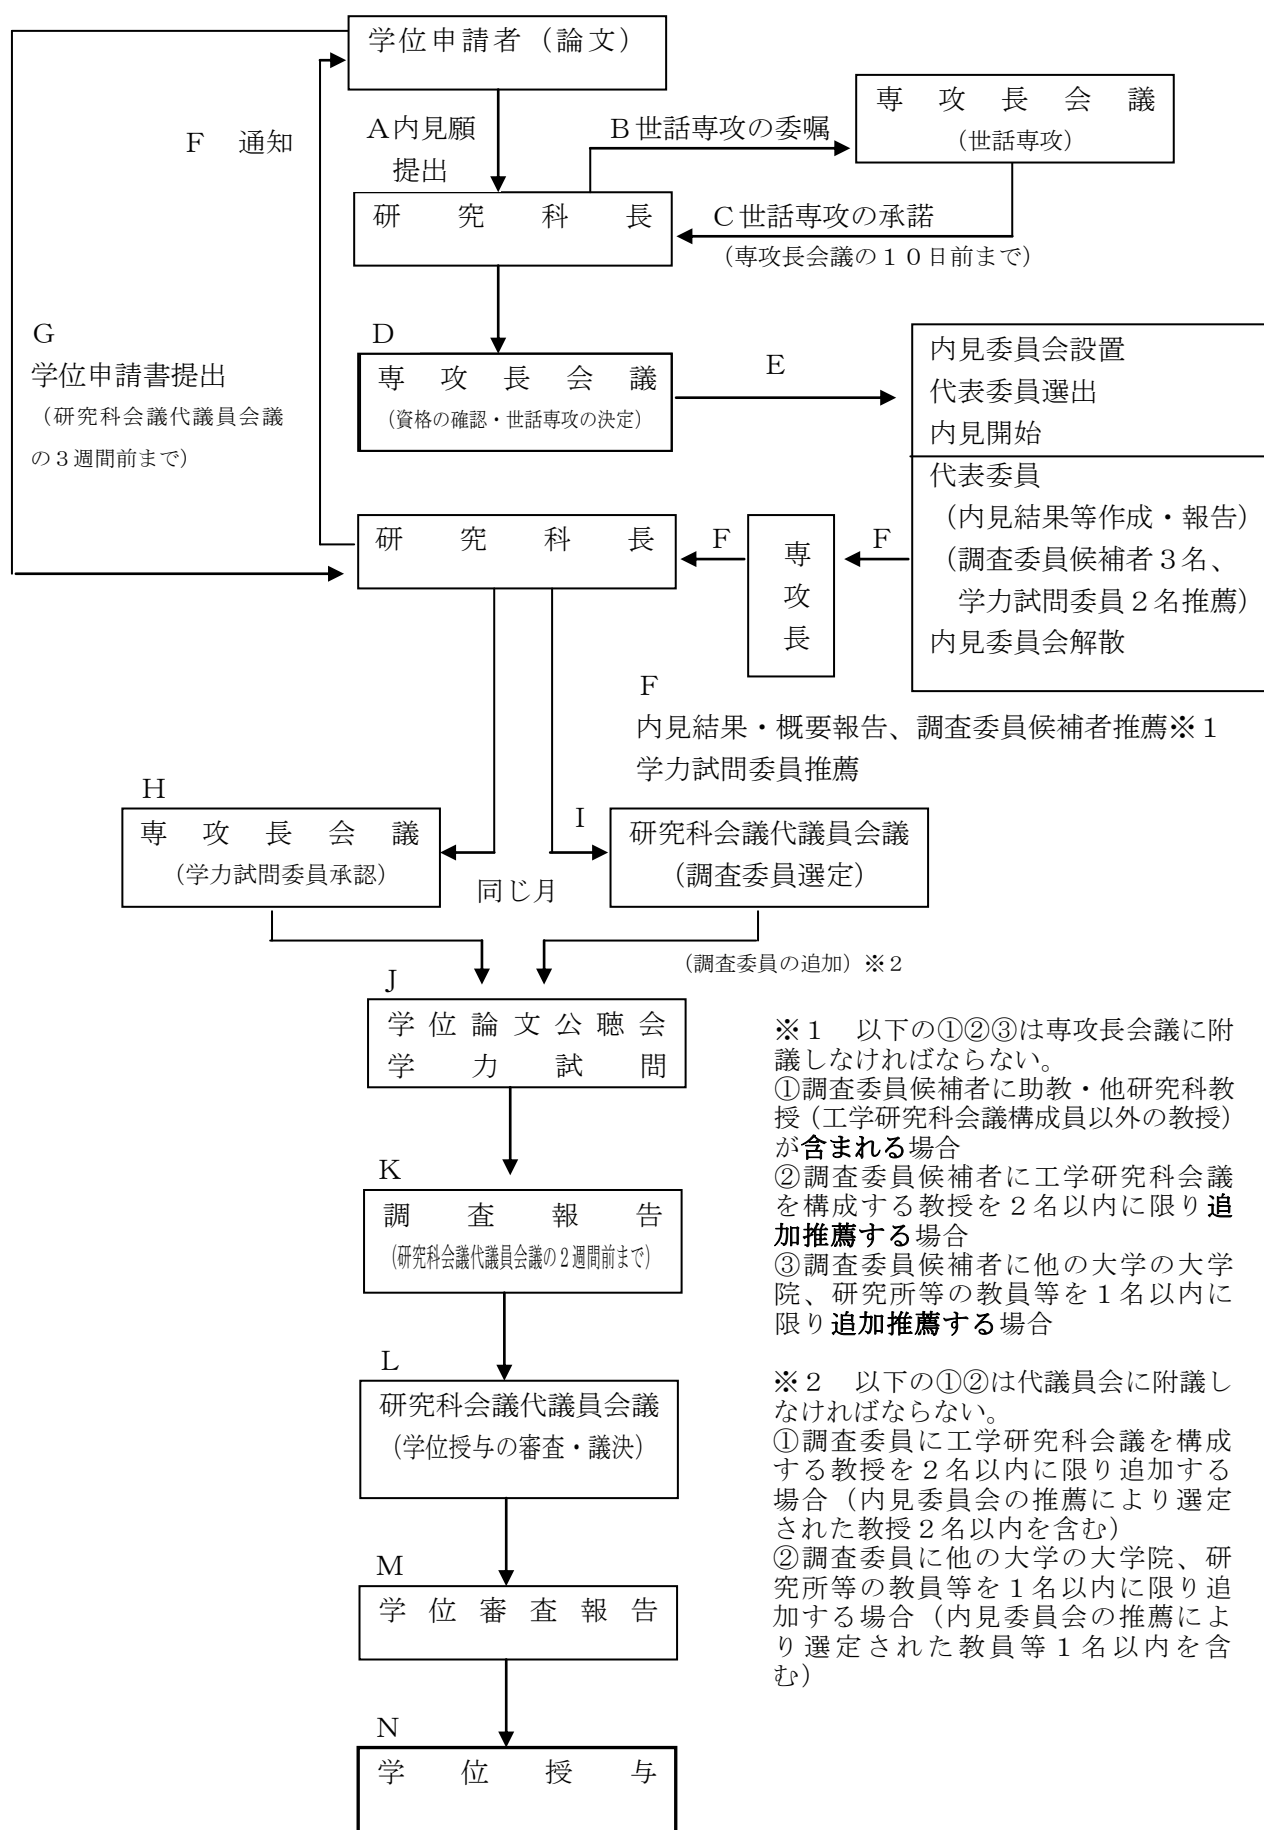 学位申請者（論文）
F　通知
A内見願
提出
B世話専攻の委嘱
専攻長会議
（世話専攻）
研究科長
C世話専攻の承諾
（専攻長会議の１０日前まで）
G
学位申請書提出
（研究科会議代議員会議
の３週間前まで）
D
専攻長会議
（資格の確認・世話専攻の決定）
E
内見委員会設置
代表委員選出
内見開始
代表委員
（内見結果等作成・報告）
（調査委員候補者３名、
学力試問委員２名推薦）
内見委員会解散
研究科長
F
専
攻
長
F
F
内見結果・概要報告、調査委員候補者推薦※１
学力試問委員推薦
H
専攻長会議
（学力試問委員承認）
I
研究科会議代議員会議
（調査委員選定）
同じ月
（調査委員の追加）※２
J
学位論文公聴会
学力試問
K
調査報告
（研究科会議代議員会議の２週間前まで）
L
研究科会議代議員会議
（学位授与の審査・議決）
M
学位審査報告
N
学位授与
※１　以下の①②③は専攻長会議に附
議しなければならない。
①調査委員候補者に助教・他研究科教
授（工学研究科会議構成員以外の教授）
が含まれる場合
②調査委員候補者に工学研究科会議
を構成する教授を２名以内に限り追
加推薦する場合
③調査委員候補者に他の大学の大学
院、研究所等の教員等を１名以内に
限り追加推薦する場合
※２　以下の①②は代議員会に附議し
なければならない。
①調査委員に工学研究科会議を構成
する教授を２名以内に限り追加する
場合（内見委員会の推薦により選定
された教授２名以内を含む）
②調査委員に他の大学の大学院、研
究所等の教員等を１名以内に限り追
加する場合（内見委員会の推薦によ
り選定された教員等１名以内を含
む）